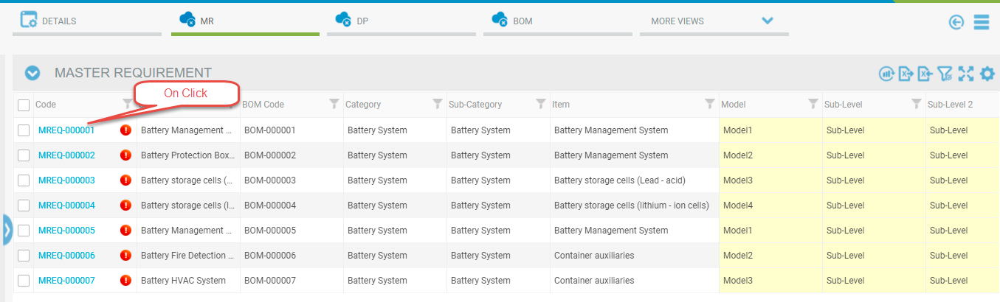 DETAILS MR DP BOM MORE VIEWS
MASTER REQUIREMENT
On Click
Code BOM Code Category Sub-Category Item Model Sub-Level Sub-Level 2
MREQ-000001 Battery Management ... BOM-000001 Battery System Battery System Battery Management System Model1 Sub-Level Sub-Level
MREQ-000002 Battery Protection Box... BOM-000002 Battery System Battery System Battery Management System Model2 Sub-Level Sub-Level
MREQ-000003 Battery storage cells (... BOM-000003 Battery System Battery System Battery storage cells (Lead - acid) Model3 Sub-Level Sub-Level
MREQ-000004 Battery storage cells (l... BOM-000004 Battery System Battery System Battery storage cells (lithium - ion cells) Model4 Sub-Level Sub-Level
MREQ-000005 Battery Management ... BOM-000005 Battery System Battery System Battery Management System Model1 Sub-Level Sub-Level
MREQ-000006 Battery Fire Detection ... BOM-000006 Battery System Battery System Container auxiliaries Model2 Sub-Level Sub-Level
MREQ-000007 Battery HVAC System BOM-000007 Battery System Battery System Container auxiliaries Model3 Sub-Level Sub-Level